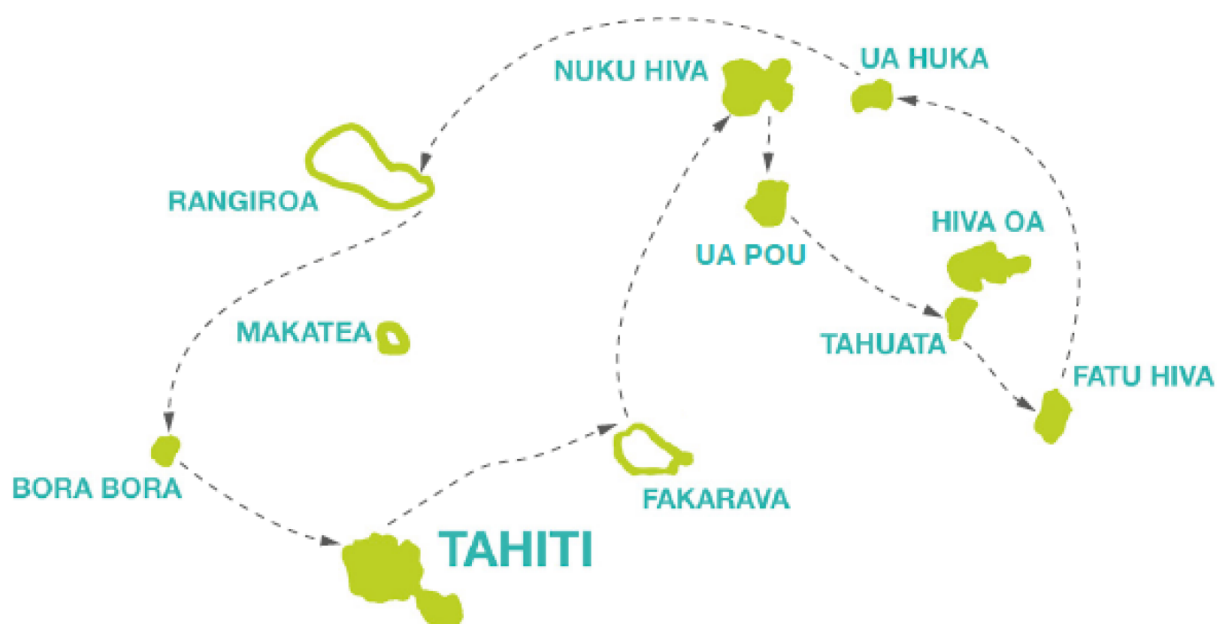 UA HUKA
NUKU HIVA
RANGIROA
HIVA OA
UA POU
MAKATEA
TAHUATA
FATU HIVA
BORA BORA
FAKARAVA
TAHITI